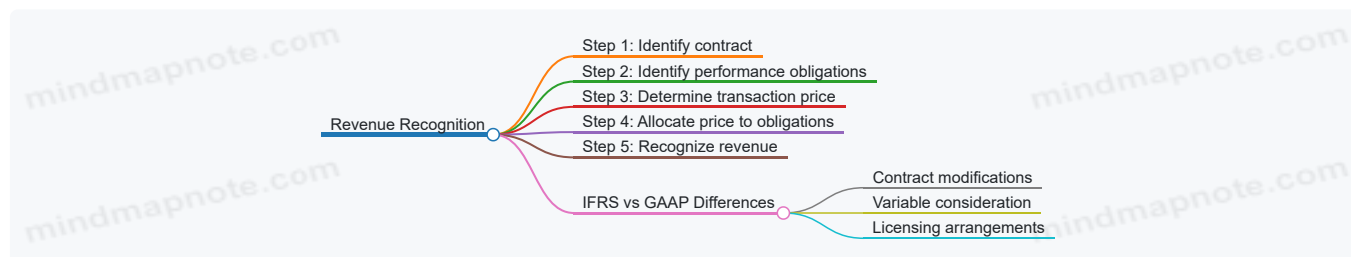 mindmapnote.com
mindmapnote.com
Step 1: Identify contract
Step 2: Identify performance obligations
Step 3: Determine transaction price
Revenue Recognition
Step 4: Allocate price to obligations
Step 5: Recognize revenue
IFRS vs GAAP Differences
Contract modifications
Variable consideration
Licensing arrangements
mindmapnote.com
mindmapnote.com